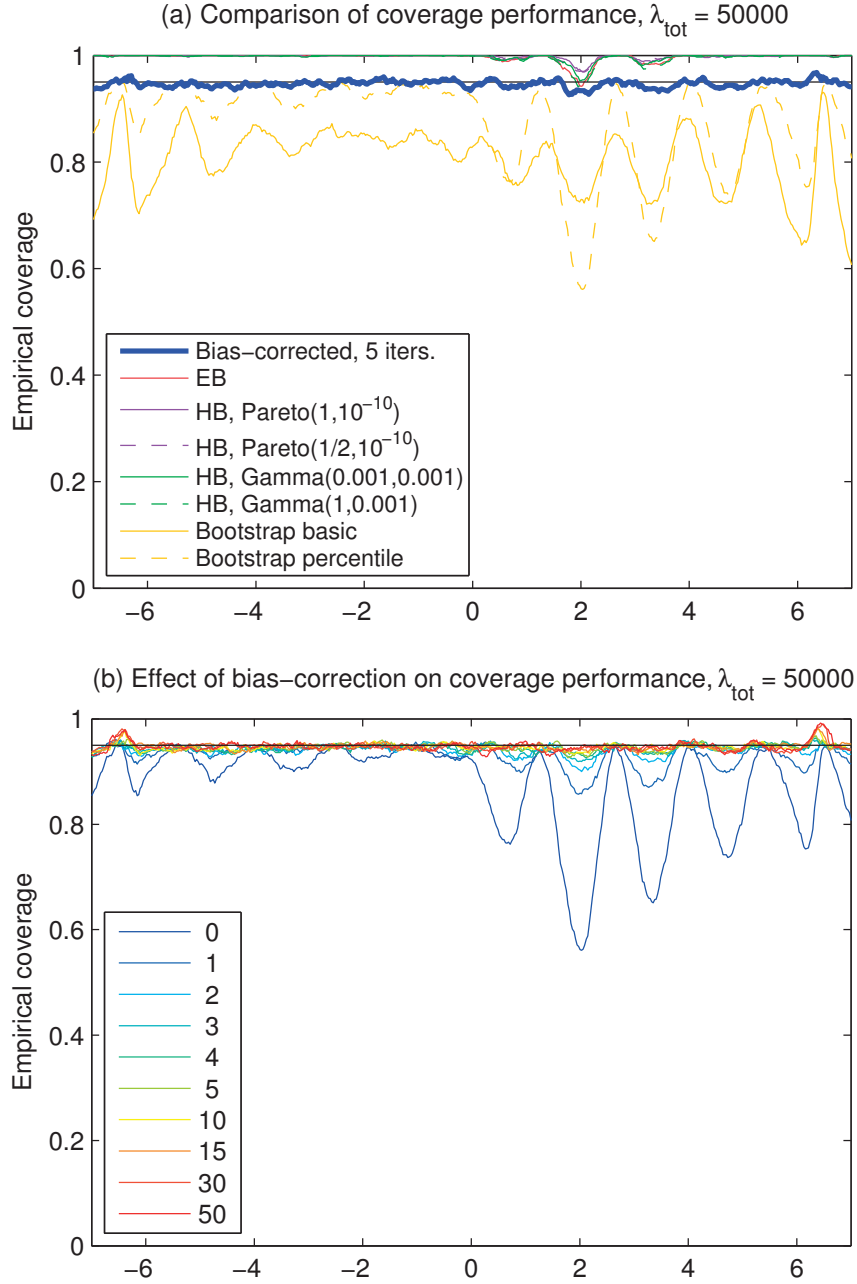 (a) Comparison of coverage performance, λtot = 50000
1
0.8
0.6
0.4
0.2
0
Empirical coverage
Bias−corrected, 5 iters.
EB
HB, Pareto(1,10−10)
HB, Pareto(1/2,10−10)
HB, Gamma(0.001,0.001)
HB, Gamma(1,0.001)
Bootstrap basic
Bootstrap percentile
−6 −4 −2 0 2 4 6
(b) Effect of bias−correction on coverage performance, λtot = 50000
1
0.8
0.6
0.4
0.2
0
Empirical coverage
0
1
2
3
4
5
10
15
30
50
−6 −4 −2 0 2 4 6